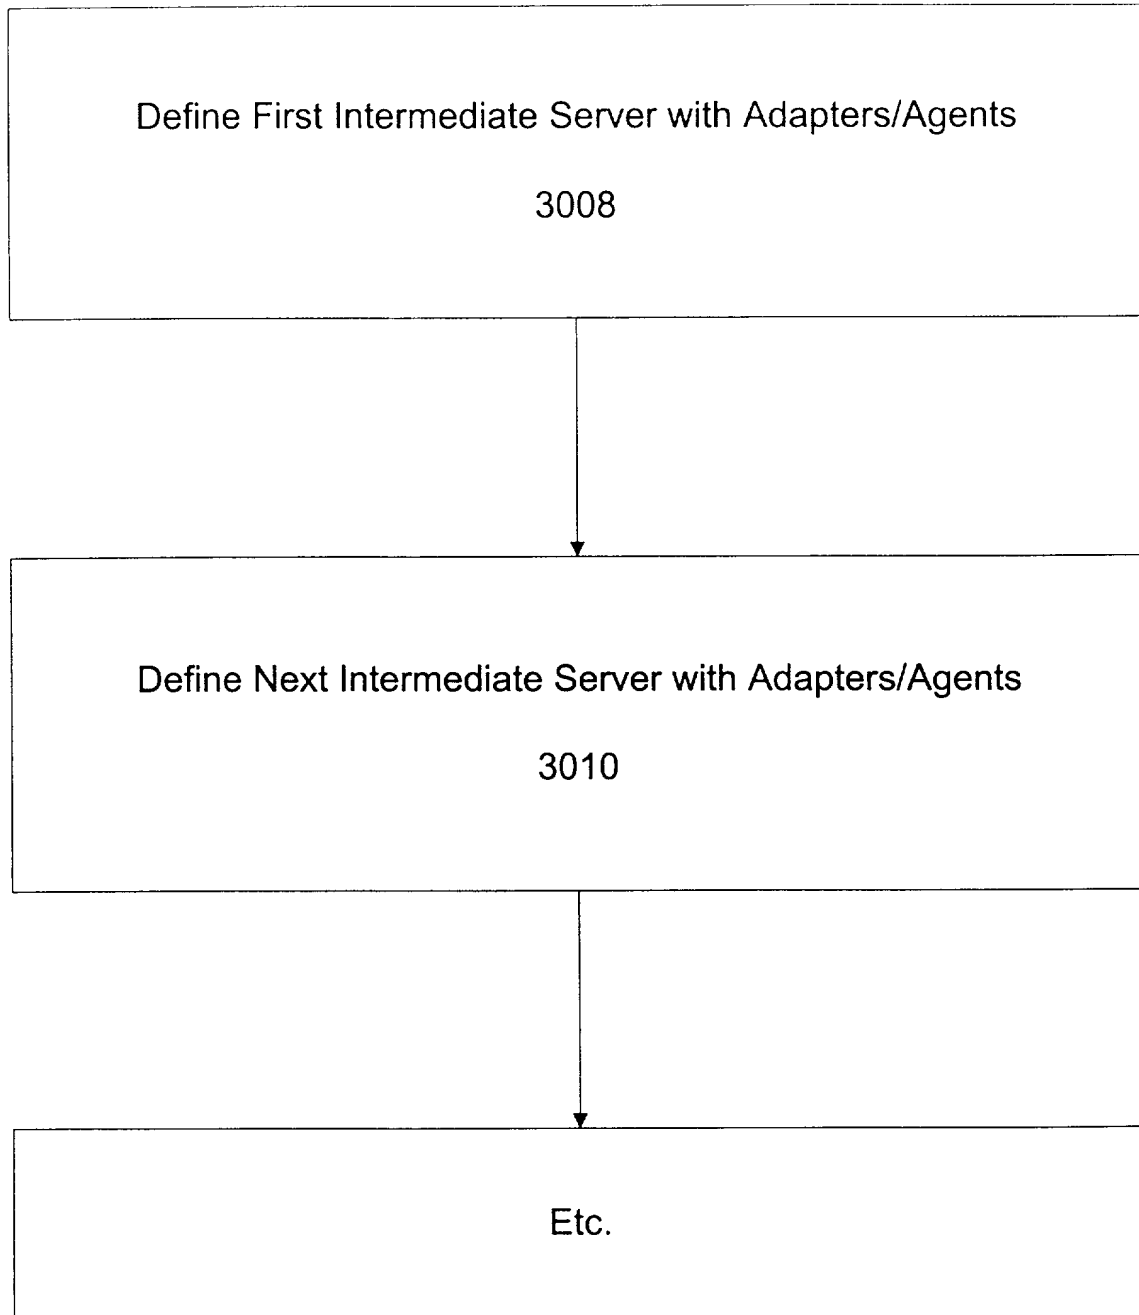 Define First Intermediate Server with Adapters/Agents
3008
Define Next Intermediate Server with Adapters/Agents
3010
Etc.